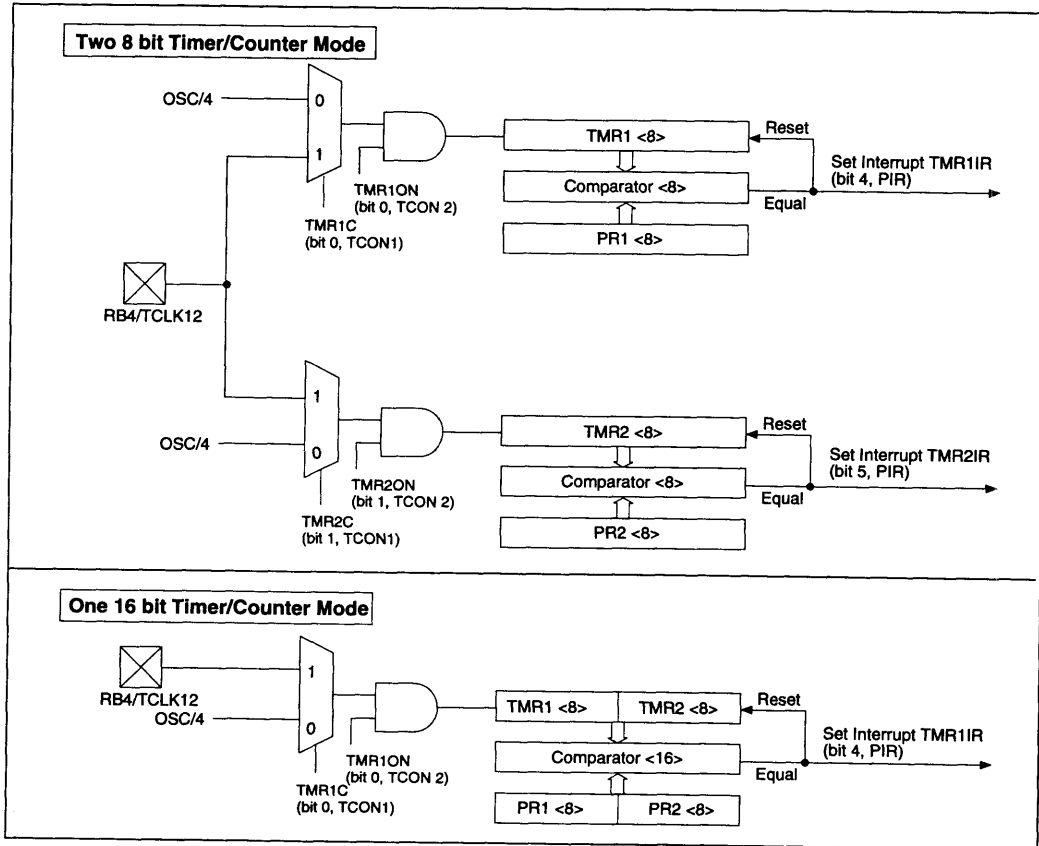 Two 8 bit Timer/Counter Mode
OSC/4
0
1
TMR1ON
(bit 0, TCON 2)
TMR1C
(bit 0, TCON1)
TMR1 <8>
Reset
Comparator <8>
Equal
PR1 <8>
Set Interrupt TMR1IR
(bit 4, PIR)
RB4/TCLK12
1
OSC/4
0
TMR2ON
(bit 1, TCON 2)
TMR2C
(bit 1, TCON1)
TMR2 <8>
Reset
Comparator <8>
Equal
PR2 <8>
Set Interrupt TMR2IR
(bit 5, PIR)
One 16 bit Timer/Counter Mode
RB4/TCLK12
1
OSC/4
0
TMR1ON
(bit 0, TCON 2)
TMR1C
(bit 0, TCON1)
TMR1 <8>
TMR2 <8>
Reset
Comparator <16>
Equal
PR1 <8>
PR2 <8>
Set Interrupt TMR1IR
(bit 4, PIR)